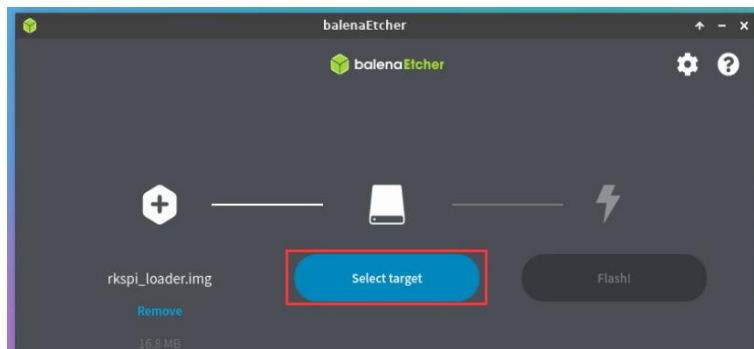 balenaEtcher
balenaEtcher
rkspi_loader.img
Select target
Flash!
Remove
16.8 MB